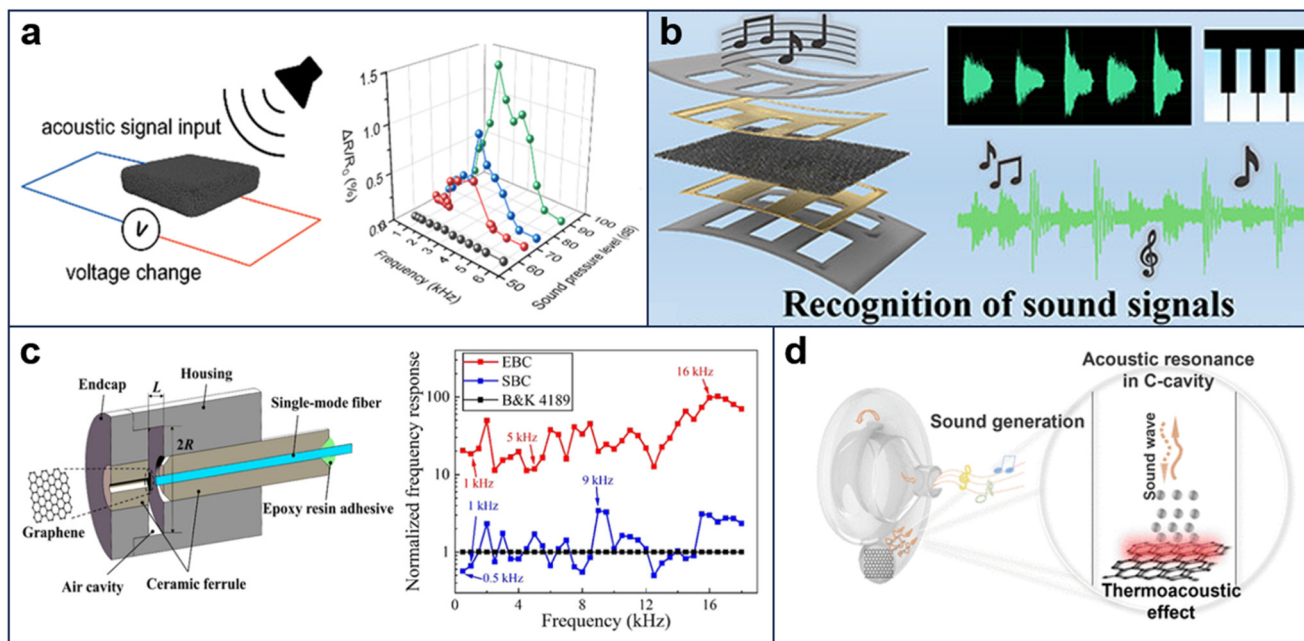 a
acoustic signal input
V
voltage change
ΔR/R₀ (%)
1.5
1.0
0.5
0.0
0
1
2
3
4
5
6
Frequency (kHz)
50
60
70
80
90
100
Sound pressure level (dB)
b
Recognition of sound signals
c
Endcap
L
Housing
Single-mode fiber
2R
Graphene
Epoxy resin adhesive
Air cavity
Ceramic ferrule
Normalized frequency response
EBC
SBC
B&K 4189
100
10
1
16 kHz
5 kHz
1 kHz
9 kHz
1 kHz
0.5 kHz
0 4 8 12 16
Frequency (kHz)
d
Sound generation
Acoustic resonance
in C-cavity
Sound wave
Thermoacoustic
effect